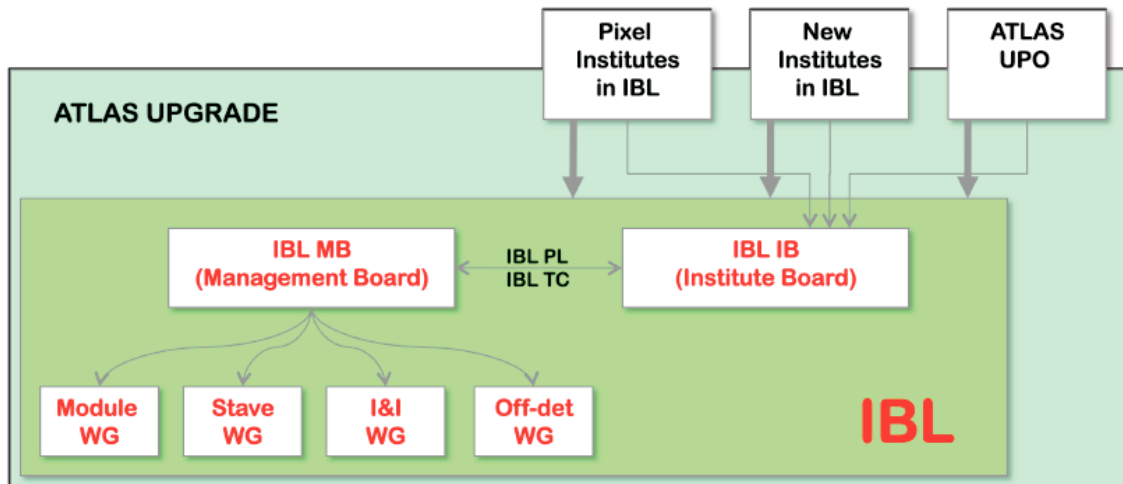 Pixel
Institutes
in IBL
New
Institutes
in IBL
ATLAS
UPO
ATLAS UPGRADE
IBL MB
(Management Board)
IBL PL
IBL TC
IBL IB
(Institute Board)
Module
WG
Stave
WG
I&I
WG
Off-det
WG
IBL